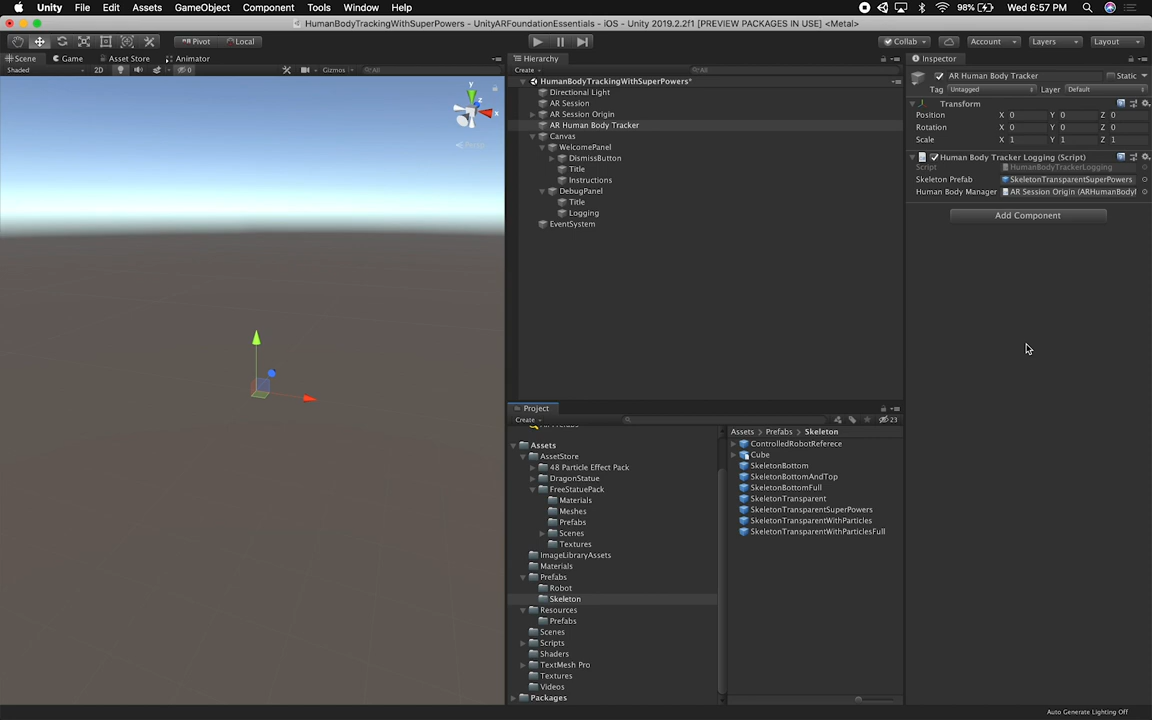 Unity File Edit Assets GameObject Component Tools Window Help 98% Wed 6:57 PM
HumanBodyTrackingWithSuperPowers - UnityARFoundationEssentials - iOS - Unity 2019.2.2f1 [PREVIEW PACKAGES IN USE] <Metal>
Pivot Local Collab Account Layers Layout
Scene Game Asset Store Animator
Shaded 2D 0 Gizmos All
y
x
z
Persp
Hierarchy
Create All
HumanBodyTrackingWithSuperPowers*
Directional Light
AR Session
AR Session Origin
AR Human Body Tracker
Canvas
WelcomePanel
DismissButton
Title
Instructions
DebugPanel
Title
Logging
EventSystem
Project
Create 23
Assets
AssetStore
48 Particle Effect Pack
DragonStatue
FreeStatuePack
Materials
Meshes
Prefabs
Scenes
Textures
ImageLibraryAssets
Materials
Prefabs
Robot
Skeleton
Resources
Prefabs
Scenes
Scripts
Shaders
TextMesh Pro
Textures
Videos
Packages
Assets > Prefabs > Skeleton
ControlledRobotReferece
Cube
SkeletonBottom
SkeletonBottomAndTop
SkeletonBottomFull
SkeletonTransparent
SkeletonTransparentSuperPowers
SkeletonTransparentWithParticles
SkeletonTransparentWithParticlesFull
Inspector
AR Human Body Tracker Static
Tag Untagged Layer Default
Transform
Position X 0 Y 0 Z 0
Rotation X 0 Y 0 Z 0
Scale X 1 Y 1 Z 1
Human Body Tracker Logging (Script)
Script HumanBodyTrackerLogging
Skeleton Prefab SkeletonTransparentSuperPowers
Human Body Manager AR Session Origin (ARHumanBodyI
Add Component
Auto Generate Lighting Off